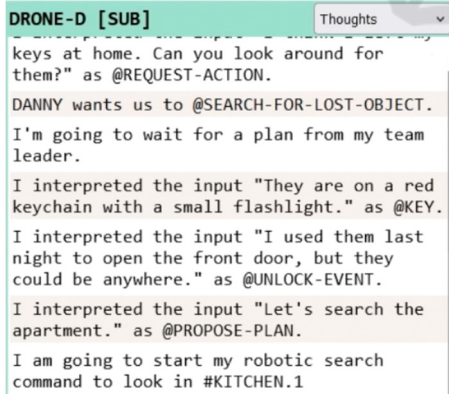 DRONE-D [SUB]
Thoughts
keys at home. Can you look around for
them?" as @REQUEST-ACTION.
DANNY wants us to @SEARCH-FOR-LOST-OBJECT.
I'm going to wait for a plan from my team
leader.
I interpreted the input "They are on a red
keychain with a small flashlight." as @KEY.
I interpreted the input "I used them last
night to open the front door, but they
could be anywhere." as @UNLOCK-EVENT.
I interpreted the input "Let's search the
apartment." as @PROPOSE-PLAN.
I am going to start my robotic search
command to look in #KITCHEN.1